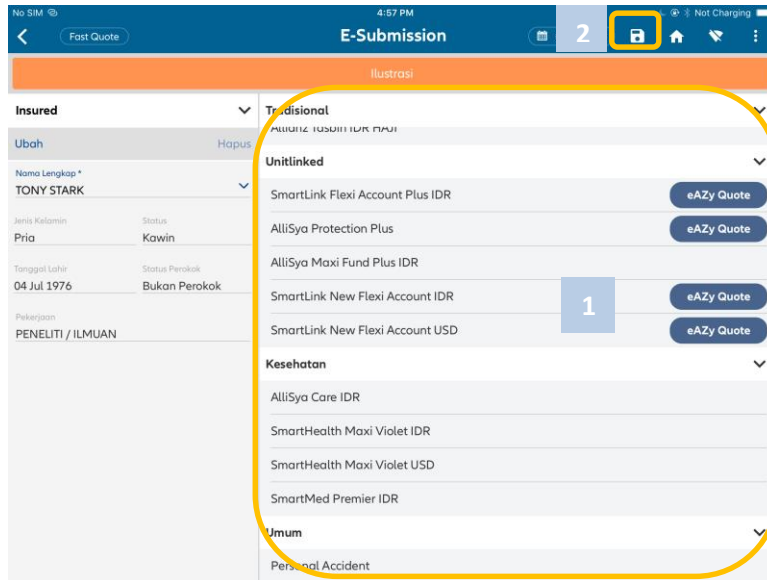 No SIM 4:57 PM Not Charging
Fast Quote E-Submission 2
Ilustrasi
Insured
Ubah Hapus
Nama Lengkap *
TONY STARK
Jenis Kelamin Status
Pria Kawin
Tanggal Lahir Status Perokok
04 Jul 1976 Bukan Perokok
Pekerjaan
PENELITI / ILMUAN
Tradisional
Allianz Tasbih IDR HAJI
Unitlinked
SmartLink Flexi Account Plus IDR eAZy Quote
AlliSya Protection Plus eAZy Quote
AlliSya Maxi Fund Plus IDR
SmartLink New Flexi Account IDR 1 eAZy Quote
SmartLink New Flexi Account USD eAZy Quote
Kesehatan
AlliSya Care IDR
SmartHealth Maxi Violet IDR
SmartHealth Maxi Violet USD
SmartMed Premier IDR
Umum
Personal Accident